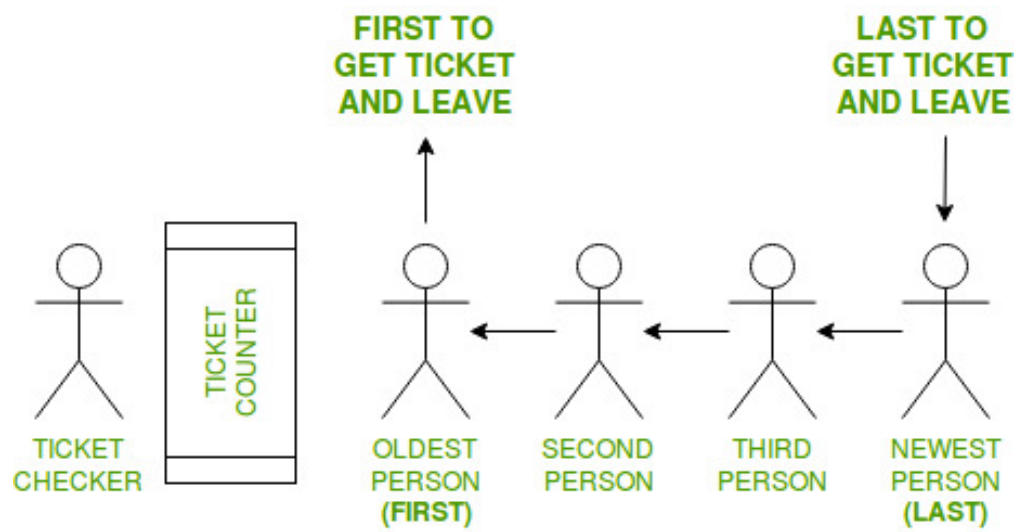 FIRST TO
GET TICKET
AND LEAVE
LAST TO
GET TICKET
AND LEAVE
TICKET
COUNTER
TICKET
CHECKER
OLDEST
PERSON
(FIRST)
SECOND
PERSON
THIRD
PERSON
NEWEST
PERSON
(LAST)